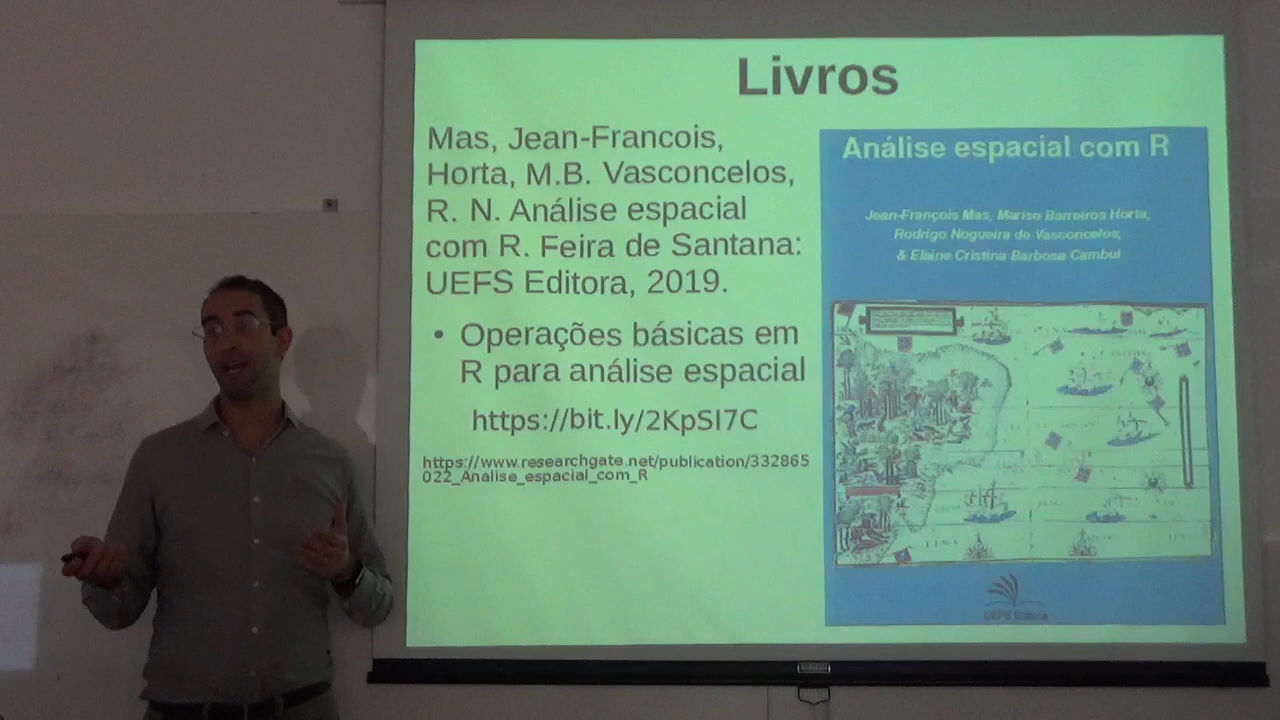 Livros
Mas, Jean-Francois,
Horta, M.B. Vasconcelos,
R. N. Análise espacial
com R. Feira de Santana:
UEFS Editora, 2019.
• Operações básicas em
R para análise espacial
https://bit.ly/2KpSI7C
https://www.researchgate.net/publication/332865
022_Analise_espacial_com_R
Análise espacial com R
Jean-François Mas, Marise Barreiros Horta,
Rodrigo Nogueira de Vasconcelos,
& Elaine Cristina Barbosa Cambui
UEFS Editora